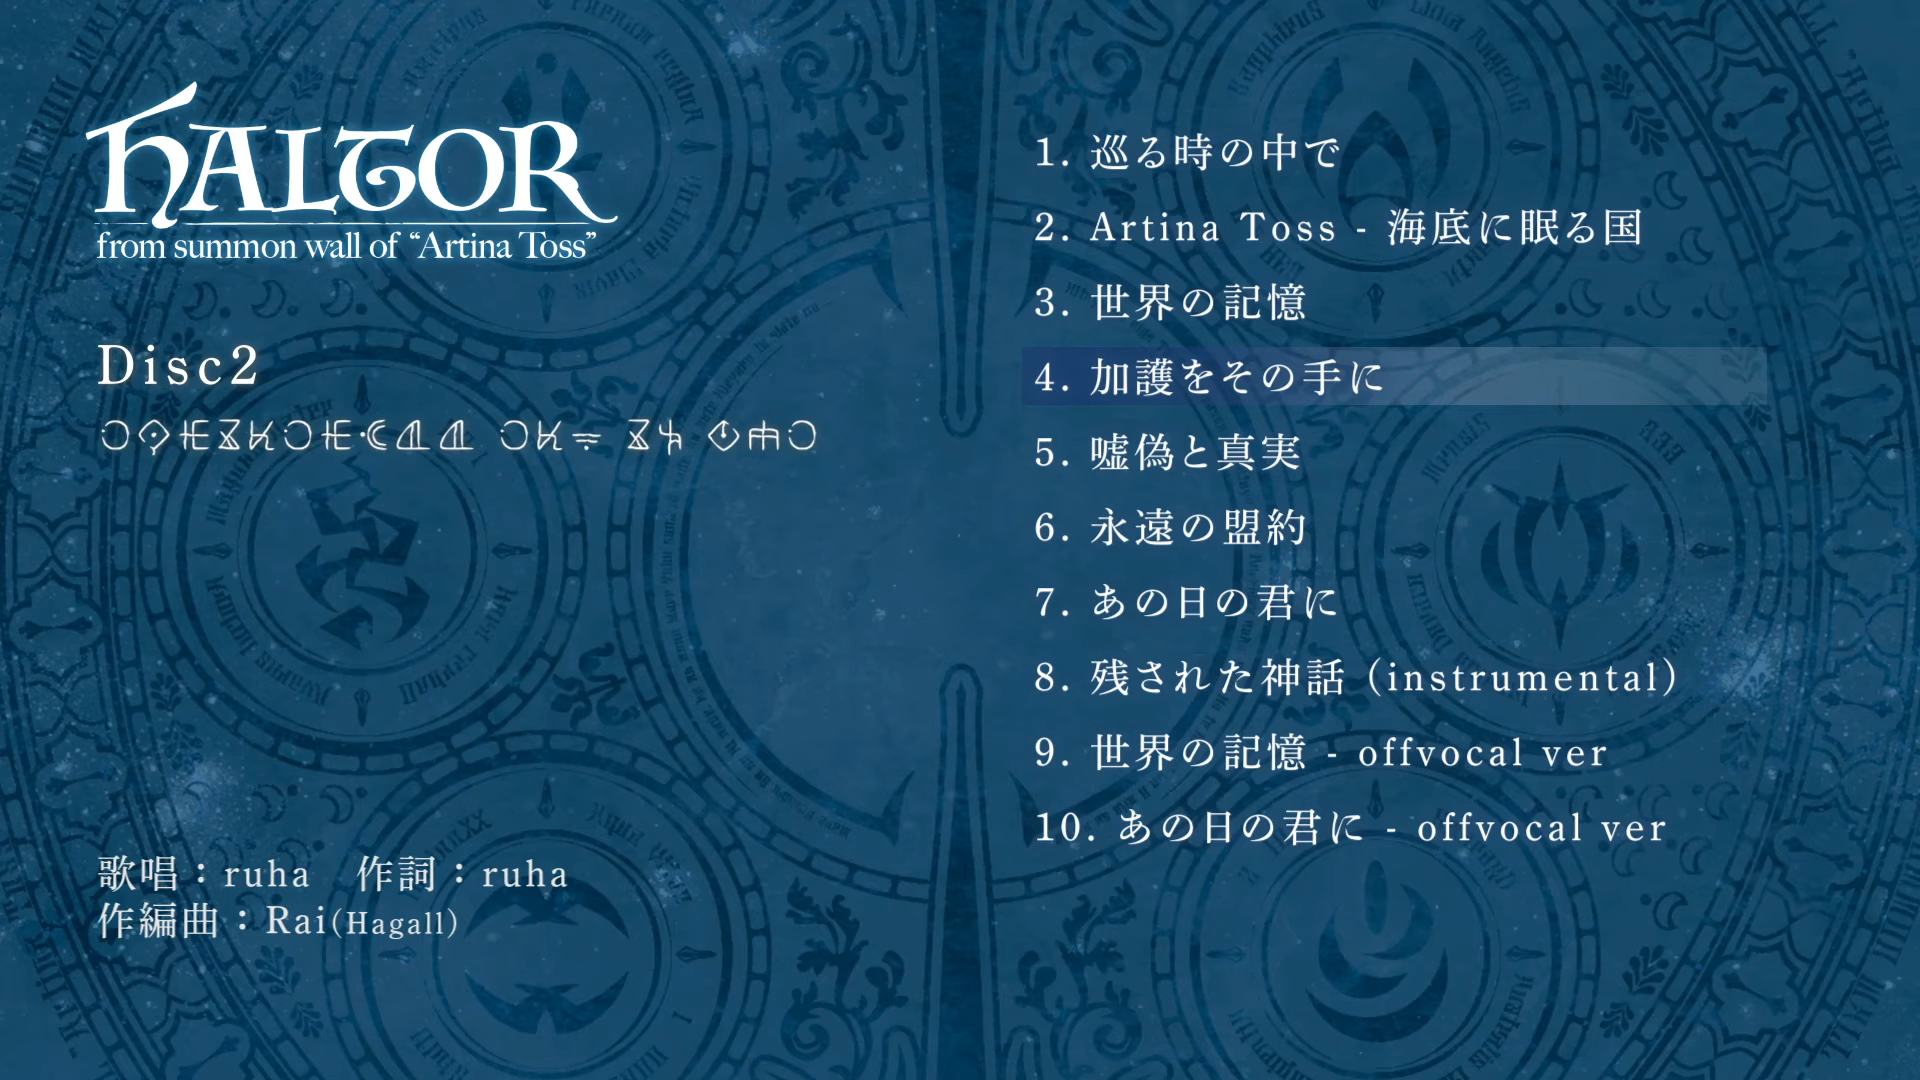 HALTOR
from summon wall of “Artina Toss”
Disc2
歌唱：ruha　作詞：ruha
作編曲：Rai(Hagall)
1. 巡る時の中で
2. Artina Toss - 海底に眠る国
3. 世界の記憶
4. 加護をその手に
5. 嘘偽と真実
6. 永遠の盟約
7. あの日の君に
8. 残された神話（instrumental）
9. 世界の記憶 - offvocal ver
10. あの日の君に - offvocal ver